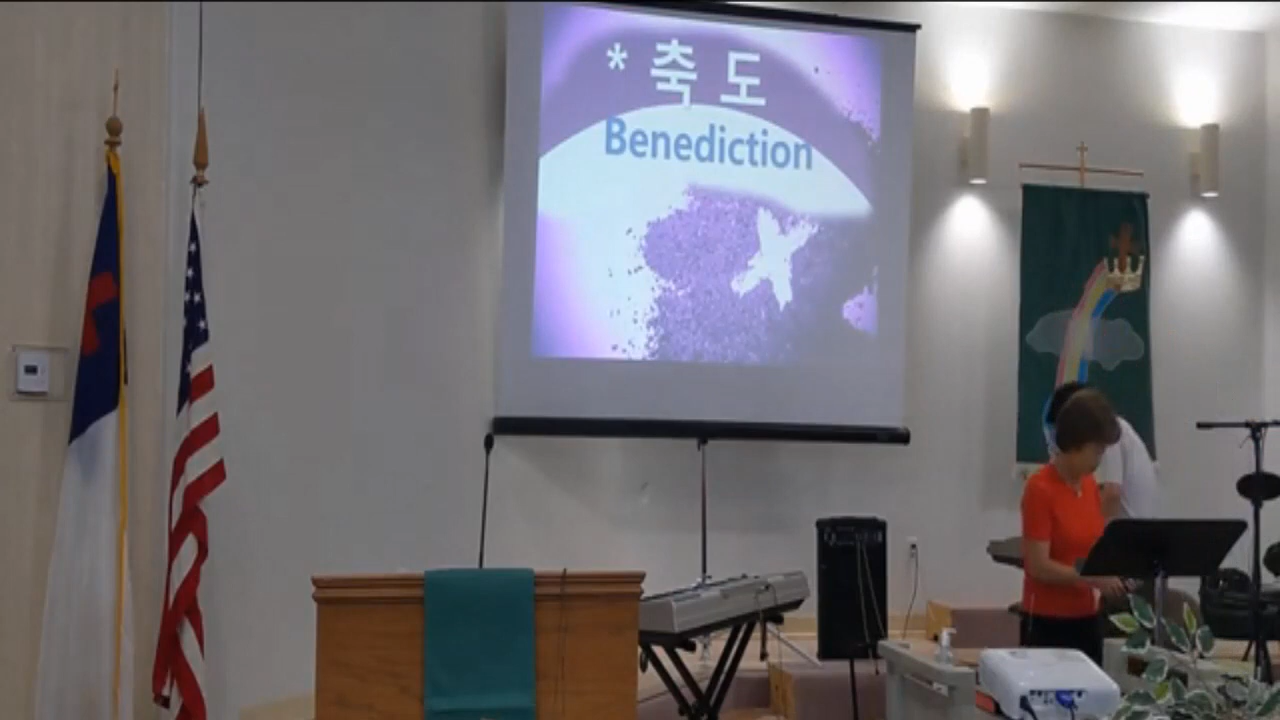 * 축 도
Benediction